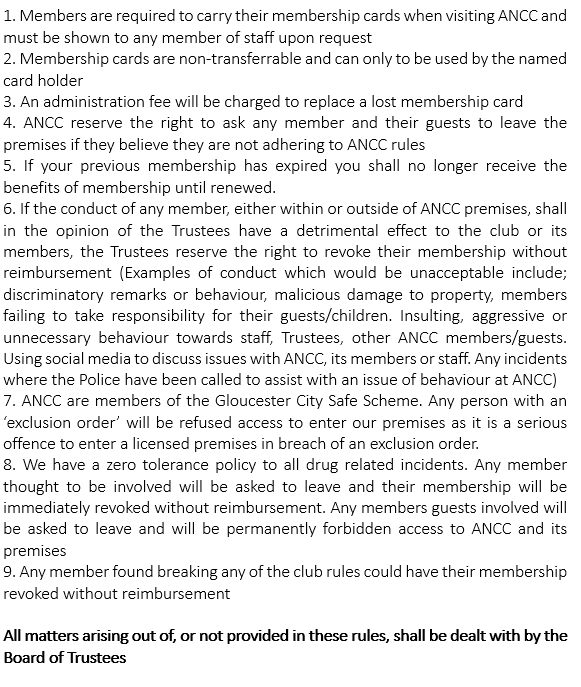 1. Members are required to carry their membership cards when visiting ANCC and
must be shown to any member of staff upon request
2. Membership cards are non-transferrable and can only to be used by the named
card holder
3. An administration fee will be charged to replace a lost membership card
4. ANCC reserve the right to ask any member and their guests to leave the
premises if they believe they are not adhering to ANCC rules
5. If your previous membership has expired you shall no longer receive the
benefits of membership until renewed.
6. If the conduct of any member, either within or outside of ANCC premises, shall
in the opinion of the Trustees have a detrimental effect to the club or its
members, the Trustees reserve the right to revoke their membership without
reimbursement (Examples of conduct which would be unacceptable include;
discriminatory remarks or behaviour, malicious damage to property, members
failing to take responsibility for their guests/children. Insulting, aggressive or
unnecessary behaviour towards staff, Trustees, other ANCC members/guests.
Using social media to discuss issues with ANCC, its members or staff. Any incidents
where the Police have been called to assist with an issue of behaviour at ANCC)
7. ANCC are members of the Gloucester City Safe Scheme. Any person with an
‘exclusion order’ will be refused access to enter our premises as it is a serious
offence to enter a licensed premises in breach of an exclusion order.
8. We have a zero tolerance policy to all drug related incidents. Any member
thought to be involved will be asked to leave and their membership will be
immediately revoked without reimbursement. Any members guests involved will
be asked to leave and will be permanently forbidden access to ANCC and its
premises
9. Any member found breaking any of the club rules could have their membership
revoked without reimbursement
All matters arising out of, or not provided in these rules, shall be dealt with by the
Board of Trustees